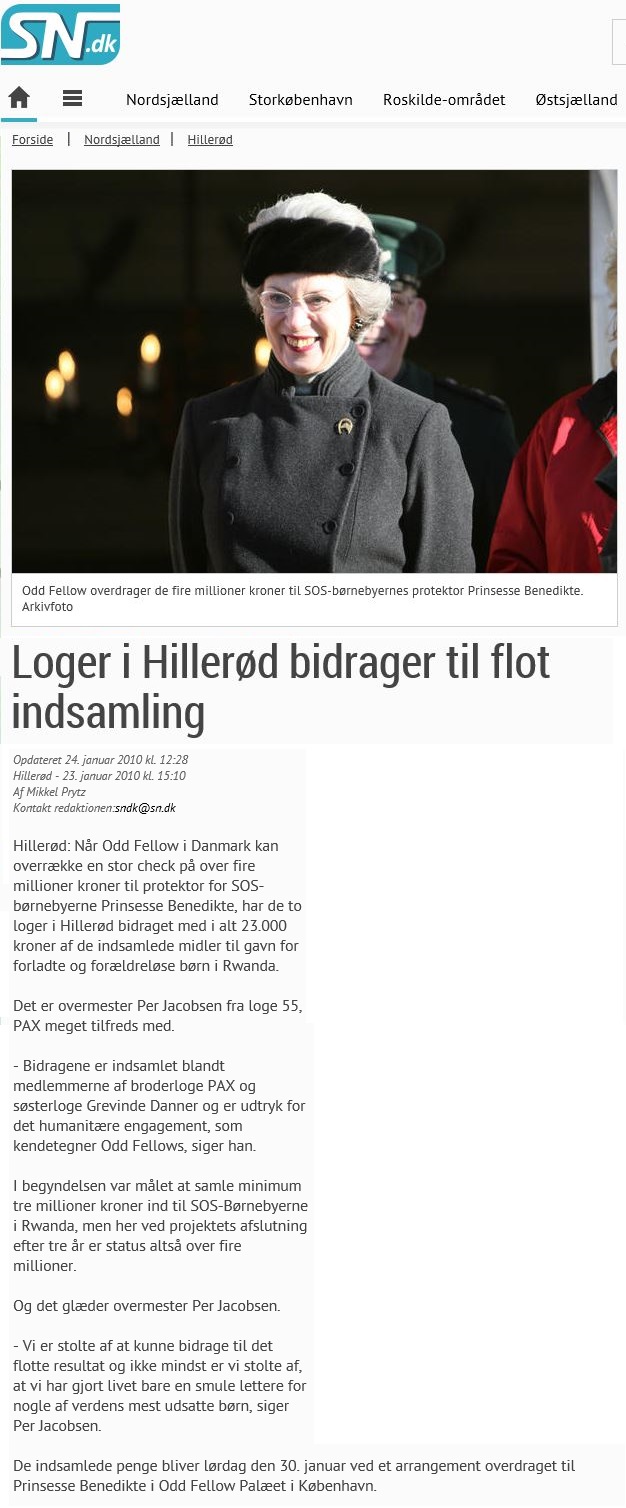 SN.dk
Nordsjælland Storkøbenhavn Roskilde-området Østsjælland
Forside | Nordsjælland | Hillerød
Odd Fellow overdrager de fire millioner kroner til SOS-børnebyernes protektor Prinsesse Benedikte.
Arkivfoto
Loger i Hillerød bidrager til flot
indsamling
Opdateret 24. januar 2010 kl. 12:28
Hillerød - 23. januar 2010 kl. 15:10
Af Mikkel Prytz
Kontakt redaktionen:sndk@sn.dk
Hillerød: Når Odd Fellow i Danmark kan
overrække en stor check på over fire
millioner kroner til protektor for SOS-
børnebyerne Prinsesse Benedikte, har de to
loger i Hillerød bidraget med i alt 23.000
kroner af de indsamlede midler til gavn for
forladte og forældreløse børn i Rwanda.
Det er overmester Per Jacobsen fra loge 55,
PAX meget tilfreds med.
- Bidragene er indsamlet blandt
medlemmerne af broderloge PAX og
søsterloge Grevinde Danner og er udtryk for
det humanitære engagement, som
kendetegner Odd Fellows, siger han.
I begyndelsen var målet at samle minimum
tre millioner kroner ind til SOS-Børnebyerne
i Rwanda, men her ved projektets afslutning
efter tre år er status altså over fire
millioner.
Og det glæder overmester Per Jacobsen.
- Vi er stolte af at kunne bidrage til det
flotte resultat og ikke mindst er vi stolte af,
at vi har gjort livet bare en smule lettere for
nogle af verdens mest udsatte børn, siger
Per Jacobsen.
De indsamlede penge bliver lørdag den 30. januar ved et arrangement overdraget til
Prinsesse Benedikte i Odd Fellow Palæet i København.